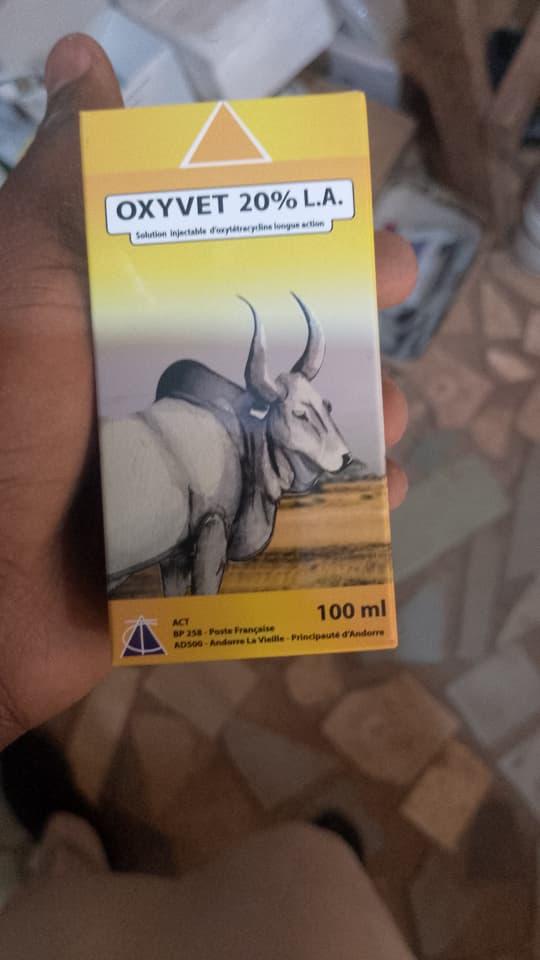 OXYVET 20% L.A.
Solution injectable d'oxytétracycline longue action
100 ml
ACT
BP 258 - Poste Française
AD500 - Andorre La Vieille - Principauté d'Andorre